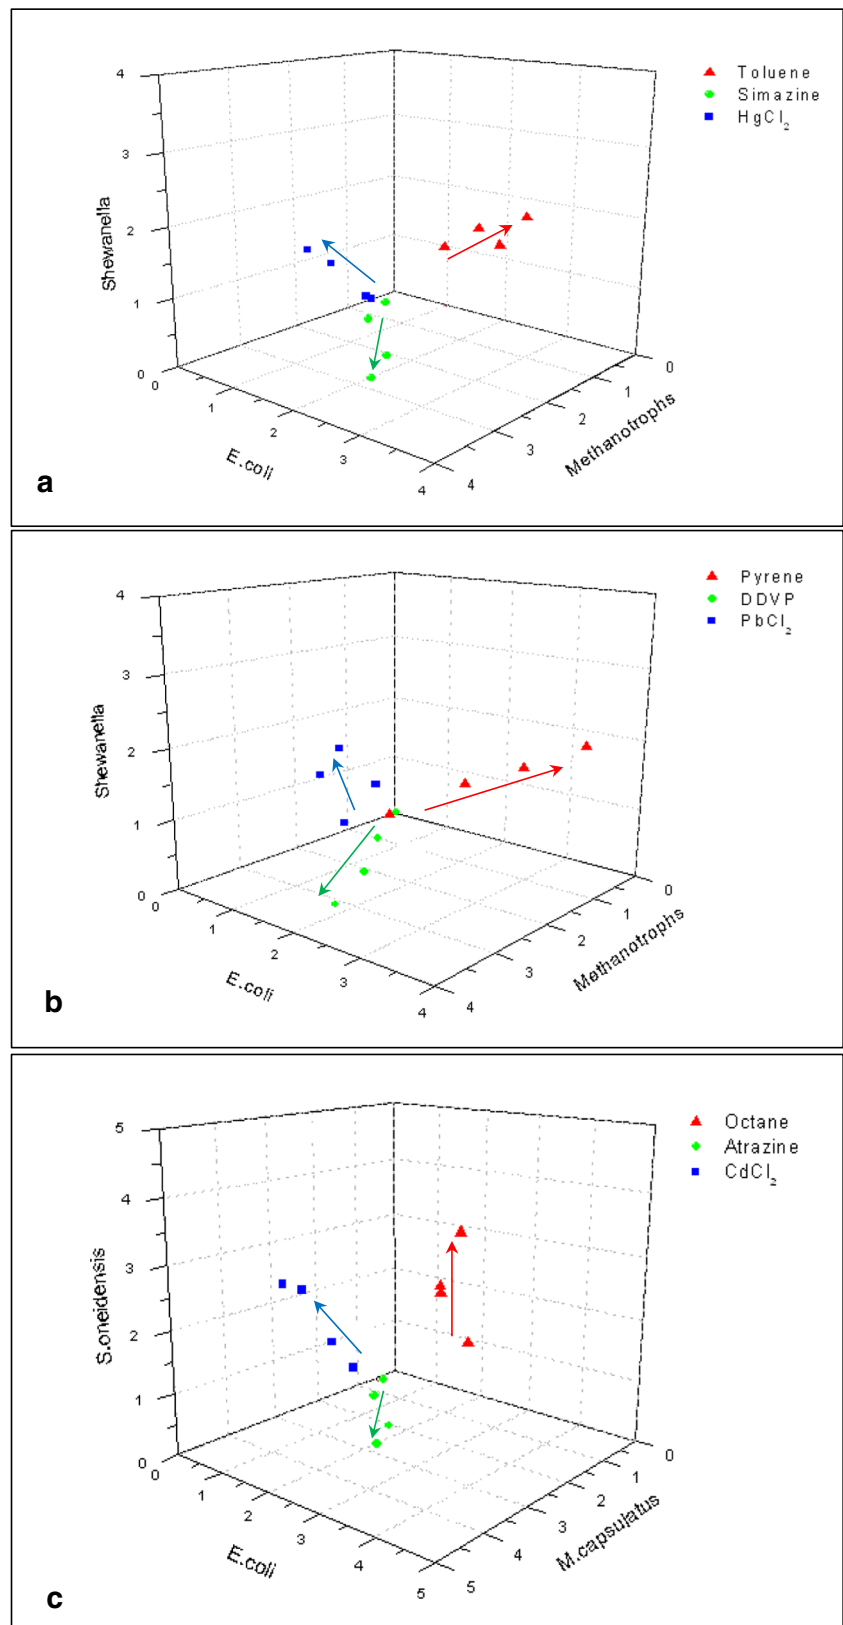 4
3
2
1
0
Shewanella
0
1
2
3
4
E.coli
0
1
2
3
4
Methanotrophs
Toluene
Simazine
HgCl₂
a
4
3
2
1
0
Shewanella
0
1
2
3
4
E.coli
0
1
2
3
4
Methanotrophs
Pyrene
DDVP
PbCl₂
b
5
4
3
2
1
0
S.oneidensis
0
1
2
3
4
5
E.coli
0
1
2
3
4
5
M.capsulatus
Octane
Atrazine
CdCl₂
c